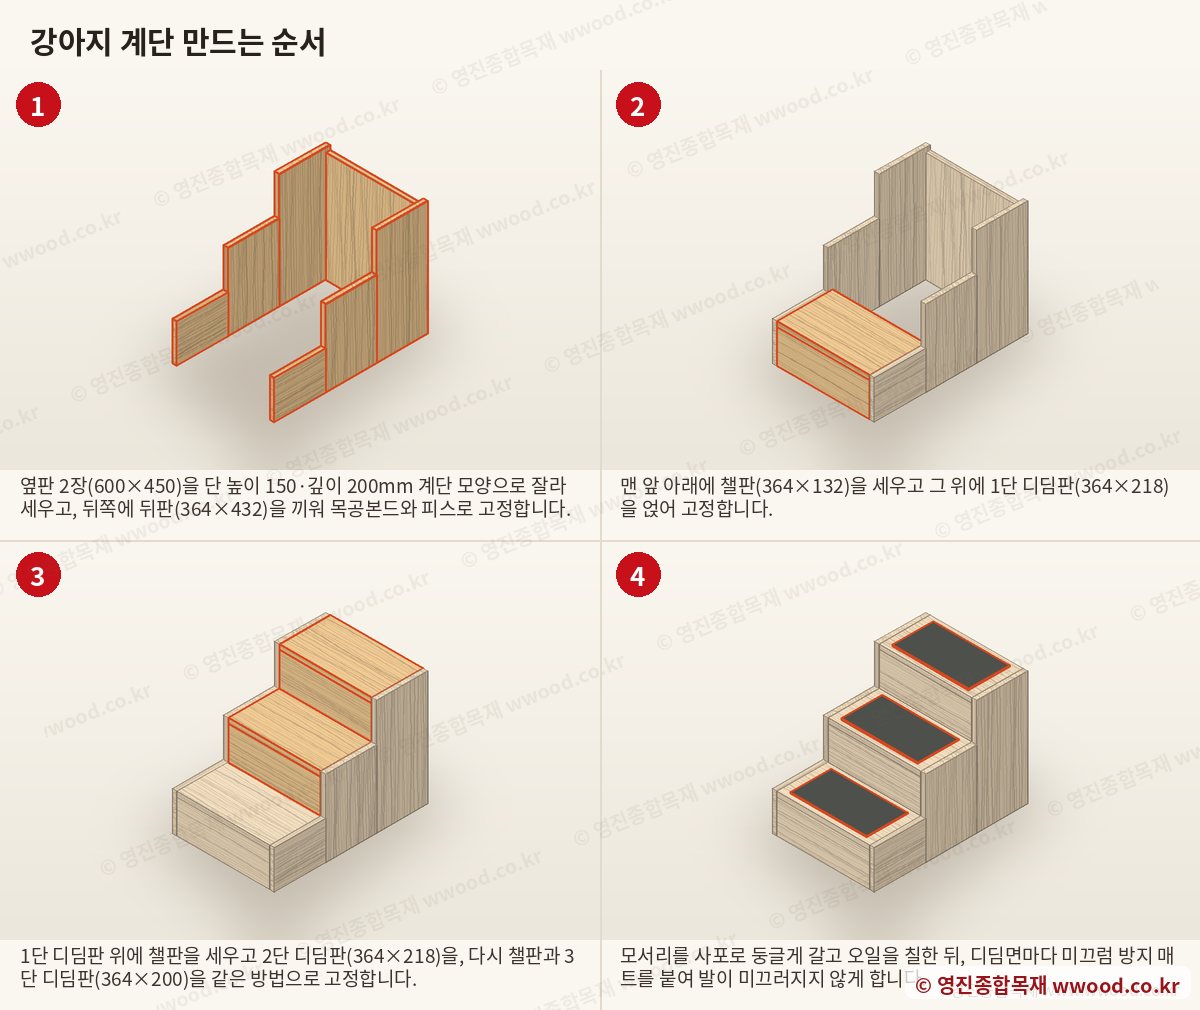 강아지 계단 만드는 순서
1
2
옆판 2장(600×450)을 단 높이 150·깊이 200mm 계단 모양으로 잘라
세우고, 뒤쪽에 뒤판(364×432)을 끼워 목공본드와 피스로 고정합니다.
맨 앞 아래에 챌판(364×132)을 세우고 그 위에 1단 디딤판(364×218)
을 얹어 고정합니다.
3
4
1단 디딤판 위에 챌판을 세우고 2단 디딤판(364×218)을, 다시 챌판과 3
단 디딤판(364×200)을 같은 방법으로 고정합니다.
모서리를 사포로 둥글게 갈고 오일을 칠한 뒤, 디딤면마다 미끄럼 방지 매
트를 붙여 발이 미끄러지지 않게 합니다
© 영진종합목재 wwood.co.kr